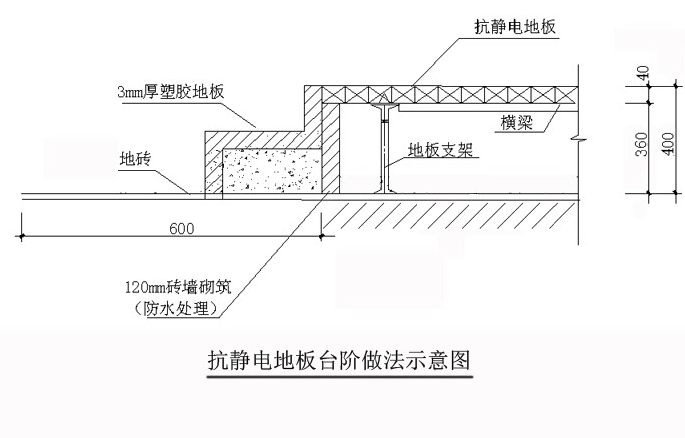 抗静电地板
3mm厚塑胶地板
40
横梁
地砖
地板支架
360
400
600
120mm砖墙砌筑
（防水处理）
抗静电地板台阶做法示意图